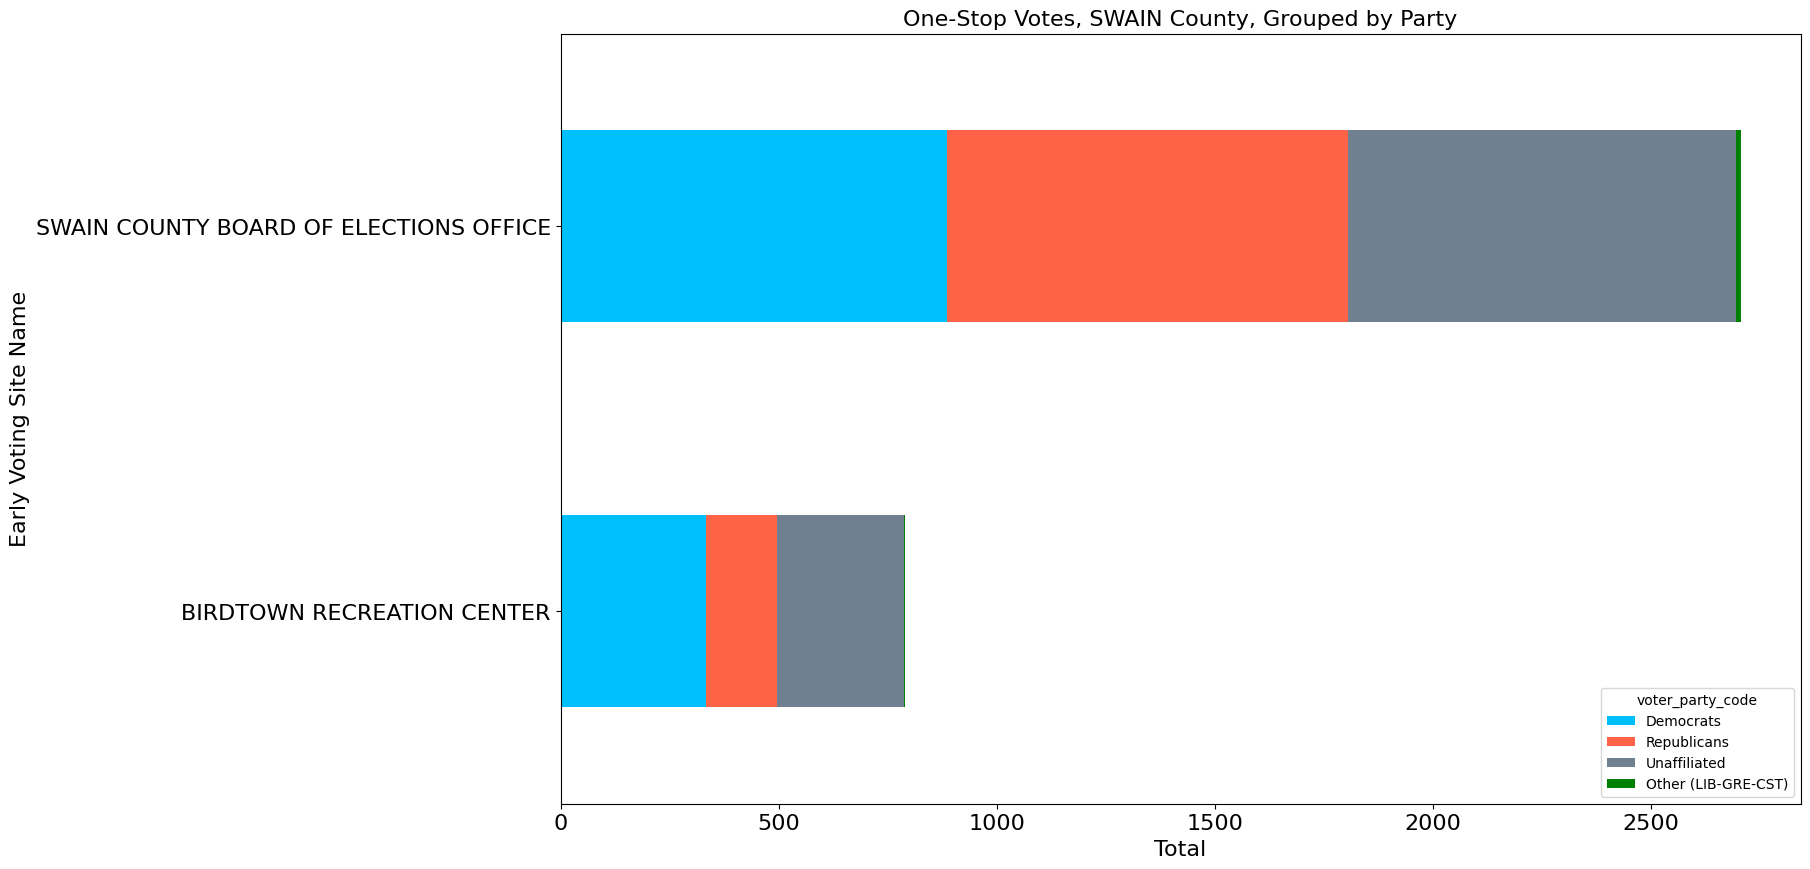 One-Stop Votes, SWAIN County, Grouped by Party
Early Voting Site Name
SWAIN COUNTY BOARD OF ELECTIONS OFFICE
BIRDTOWN RECREATION CENTER
voter_party_code
Democrats
Republicans
Unaffiliated
Other (LIB-GRE-CST)
0 500 1000 1500 2000 2500
Total